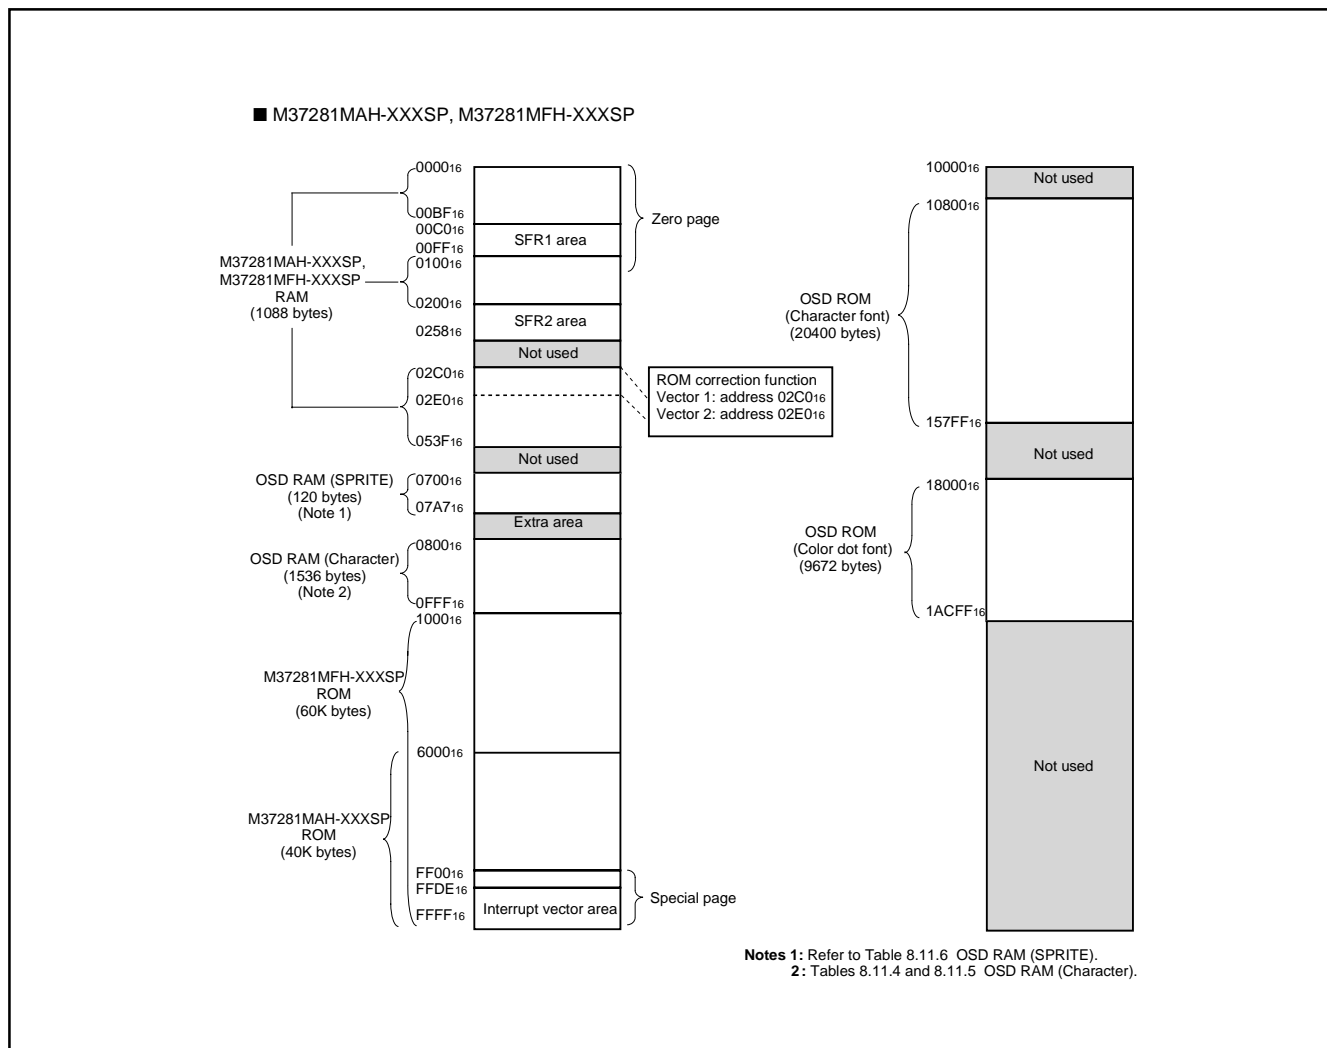 ■ M37281MAH-XXXSP, M37281MFH-XXXSP
0000₁₆
00BF₁₆
00C0₁₆
00FF₁₆
0100₁₆
0200₁₆
0258₁₆
02C0₁₆
02E0₁₆
053F₁₆
0700₁₆
07A7₁₆
0800₁₆
0FFF₁₆
1000₁₆
6000₁₆
FF00₁₆
FFDE₁₆
FFFF₁₆
M37281MAH-XXXSP,
M37281MFH-XXXSP
RAM
(1088 bytes)
OSD RAM (SPRITE)
(120 bytes)
(Note 1)
OSD RAM (Character)
(1536 bytes)
(Note 2)
M37281MFH-XXXSP
ROM
(60K bytes)
M37281MAH-XXXSP
ROM
(40K bytes)
SFR1 area
SFR2 area
Not used
Not used
Extra area
Interrupt vector area
Zero page
ROM correction function
Vector 1: address 02C0₁₆
Vector 2: address 02E0₁₆
Special page
10000₁₆
10800₁₆
157FF₁₆
18000₁₆
1ACFF₁₆
OSD ROM
(Character font)
(20400 bytes)
OSD ROM
(Color dot font)
(9672 bytes)
Not used
Not used
Not used
Notes 1: Refer to Table 8.11.6 OSD RAM (SPRITE).
2: Tables 8.11.4 and 8.11.5 OSD RAM (Character).